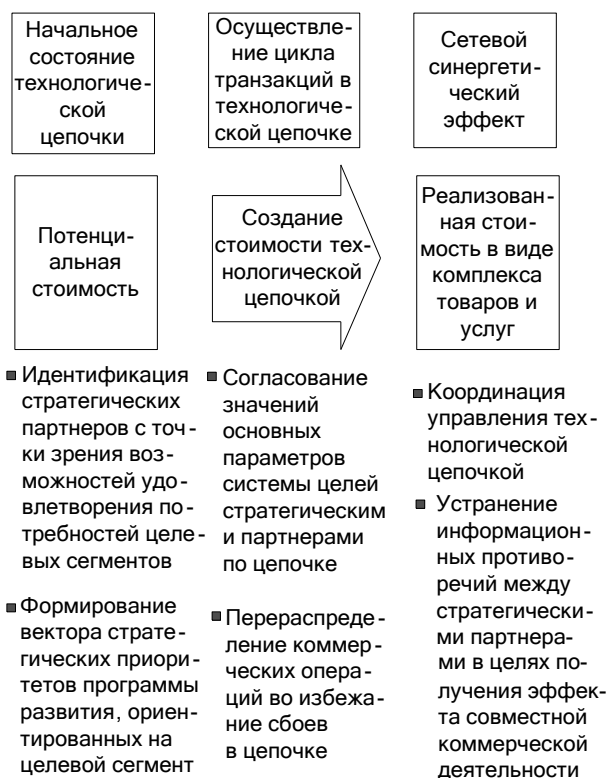 Начальное
состояние
технологиче-
ской
цепочки
Осуществле-
ние цикла
транзакций в
технологиче-
ской цепочке
Сетевой
синергети-
ческий
эффект
Потенци-
альная
стоимость
Создание
стоимости тех-
нологической
цепочкой
Реализован-
ная стои-
мость в виде
комплекса
товаров и
услуг
Идентификация
стратегических
партнеров с точ-
ки зрения воз-
можностей удо-
влетворения по-
требностей целе-
вых сегментов
Формирование
вектора страте-
гических приори-
тетов программы
развития, ориен-
тированных на
целевой сегмент
Согласование
значений
основных
параметров
системы целей
стратегическим
и партнерами
по цепочке
Перераспреде-
ление коммер-
ческих опера-
ций во избежа-
ние сбоев
в цепочке
Координация
управления тех-
нологической
цепочкой
Устранение
информацион-
ных противо-
речий между
стратегически-
ми партнера-
ми в целях по-
лучения эффек-
та совместной
коммерческой
деятельности